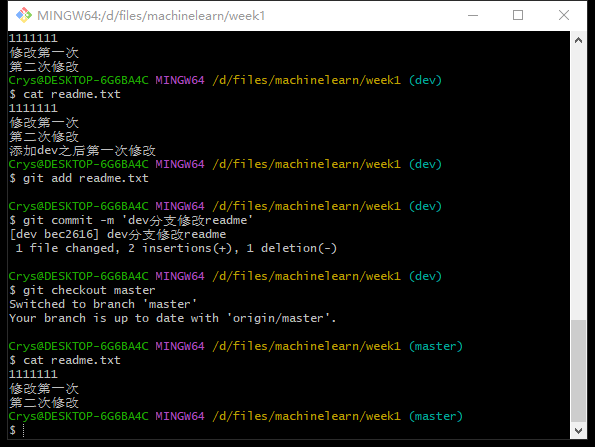 MINGW64:/d/files/machinelearn/week1
1111111
修改第一次
第二次修改
Crys@DESKTOP-6G6BA4C MINGW64 /d/files/machinelearn/week1 (dev)
$ cat readme.txt
1111111
修改第一次
第二次修改
添加dev之后第一次修改
Crys@DESKTOP-6G6BA4C MINGW64 /d/files/machinelearn/week1 (dev)
$ git add readme.txt
Crys@DESKTOP-6G6BA4C MINGW64 /d/files/machinelearn/week1 (dev)
$ git commit -m 'dev分支修改readme'
[dev bec2616] dev分支修改readme
1 file changed, 2 insertions(+), 1 deletion(-)
Crys@DESKTOP-6G6BA4C MINGW64 /d/files/machinelearn/week1 (dev)
$ git checkout master
Switched to branch 'master'
Your branch is up to date with 'origin/master'.
Crys@DESKTOP-6G6BA4C MINGW64 /d/files/machinelearn/week1 (master)
$ cat readme.txt
1111111
修改第一次
第二次修改
Crys@DESKTOP-6G6BA4C MINGW64 /d/files/machinelearn/week1 (master)
$